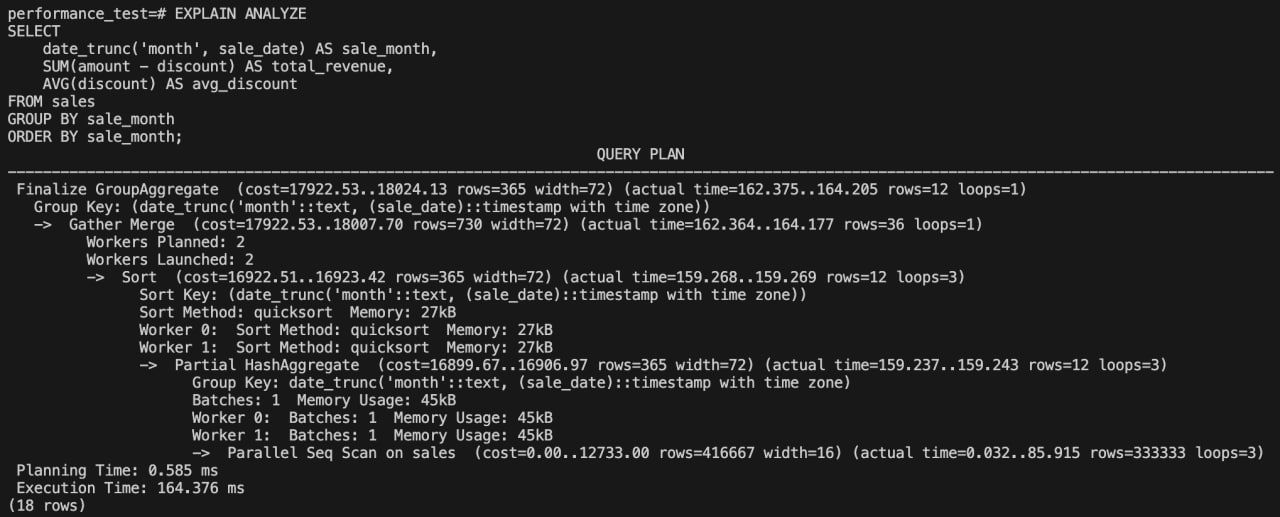 performance_test=# EXPLAIN ANALYZE
SELECT
    date_trunc('month', sale_date) AS sale_month,
    SUM(amount - discount) AS total_revenue,
    AVG(discount) AS avg_discount
FROM sales
GROUP BY sale_month
ORDER BY sale_month;
QUERY PLAN
Finalize GroupAggregate  (cost=17922.53..18024.13 rows=365 width=72) (actual time=162.375..164.205 rows=12 loops=1)
  Group Key: (date_trunc('month'::text, (sale_date)::timestamp with time zone))
  ->  Gather Merge  (cost=17922.53..18007.70 rows=730 width=72) (actual time=162.364..164.177 rows=36 loops=1)
        Workers Planned: 2
        Workers Launched: 2
        ->  Sort  (cost=16922.51..16923.42 rows=365 width=72) (actual time=159.268..159.269 rows=12 loops=3)
              Sort Key: (date_trunc('month'::text, (sale_date)::timestamp with time zone))
              Sort Method: quicksort  Memory: 27kB
              Worker 0:  Sort Method: quicksort  Memory: 27kB
              Worker 1:  Sort Method: quicksort  Memory: 27kB
              ->  Partial HashAggregate  (cost=16899.67..16906.97 rows=365 width=72) (actual time=159.237..159.243 rows=12 loops=3)
                    Group Key: date_trunc('month'::text, (sale_date)::timestamp with time zone)
                    Batches: 1  Memory Usage: 45kB
                    Worker 0:  Batches: 1  Memory Usage: 45kB
                    Worker 1:  Batches: 1  Memory Usage: 45kB
                    ->  Parallel Seq Scan on sales  (cost=0.00..12733.00 rows=416667 width=16) (actual time=0.032..85.915 rows=333333 loops=3)
Planning Time: 0.585 ms
Execution Time: 164.376 ms
(18 rows)